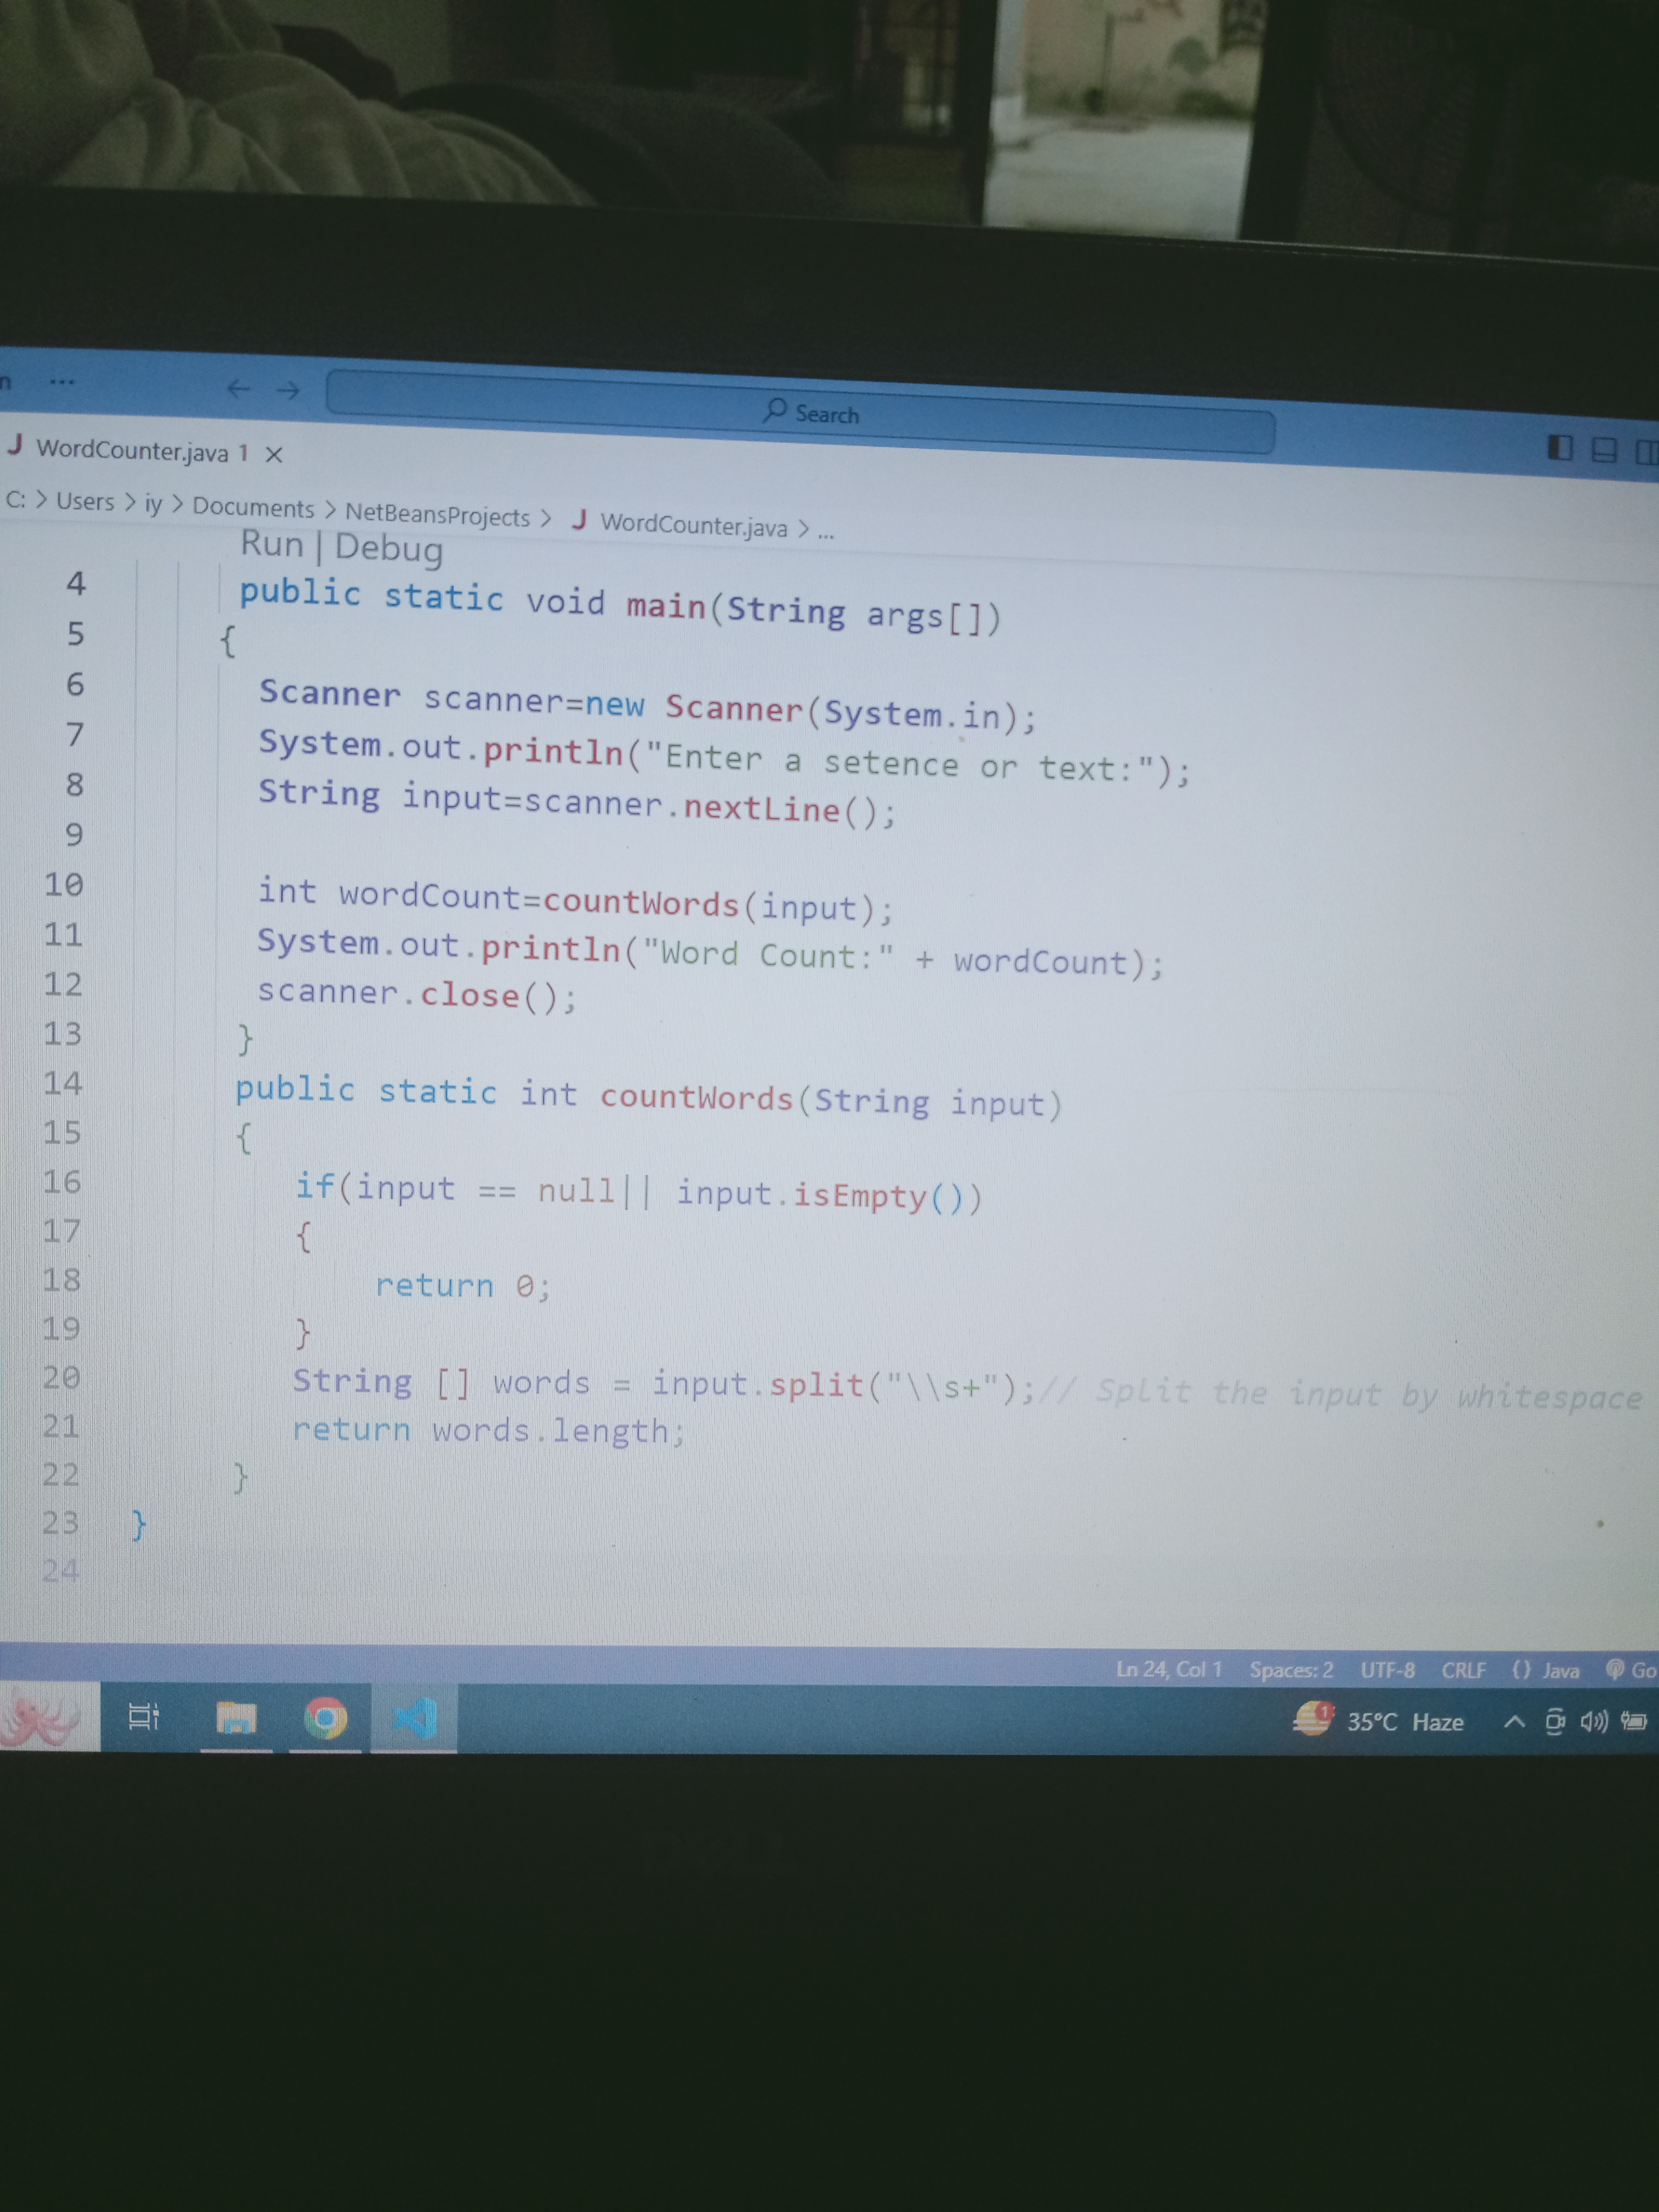 n ... ← → Search
J WordCounter.java 1 ×
C: > Users > iy > Documents > NetBeansProjects > J WordCounter.java > ...
Run | Debug
4 public static void main(String args[])
5 {
6 Scanner scanner=new Scanner(System.in);
7 System.out.println("Enter a setence or text:");
8 String input=scanner.nextLine();
9
10 int wordCount=countWords(input);
11 System.out.println("Word Count:" + wordCount);
12 scanner.close();
13 }
14 public static int countWords(String input)
15 {
16 if(input == null|| input.isEmpty())
17 {
18 return 0;
19 }
20 String [] words = input.split("\\s+");// Split the input by whitespace
21 return words.length;
22 }
23 }
24
Ln 24, Col 1 Spaces: 2 UTF-8 CRLF {} Java Go
1 35°C Haze